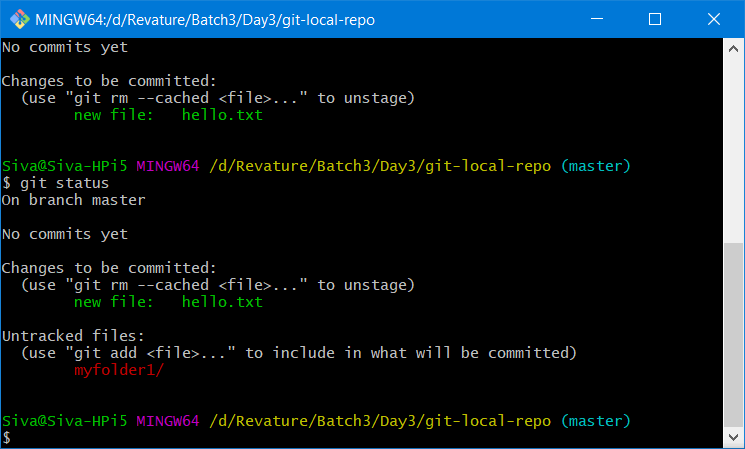 MINGW64:/d/Revature/Batch3/Day3/git-local-repo
No commits yet
Changes to be committed:
  (use "git rm --cached <file>..." to unstage)
        new file:   hello.txt
Siva@Siva-HPi5 MINGW64 /d/Revature/Batch3/Day3/git-local-repo (master)
$ git status
On branch master
No commits yet
Changes to be committed:
  (use "git rm --cached <file>..." to unstage)
        new file:   hello.txt
Untracked files:
  (use "git add <file>..." to include in what will be committed)
        myfolder1/
Siva@Siva-HPi5 MINGW64 /d/Revature/Batch3/Day3/git-local-repo (master)
$